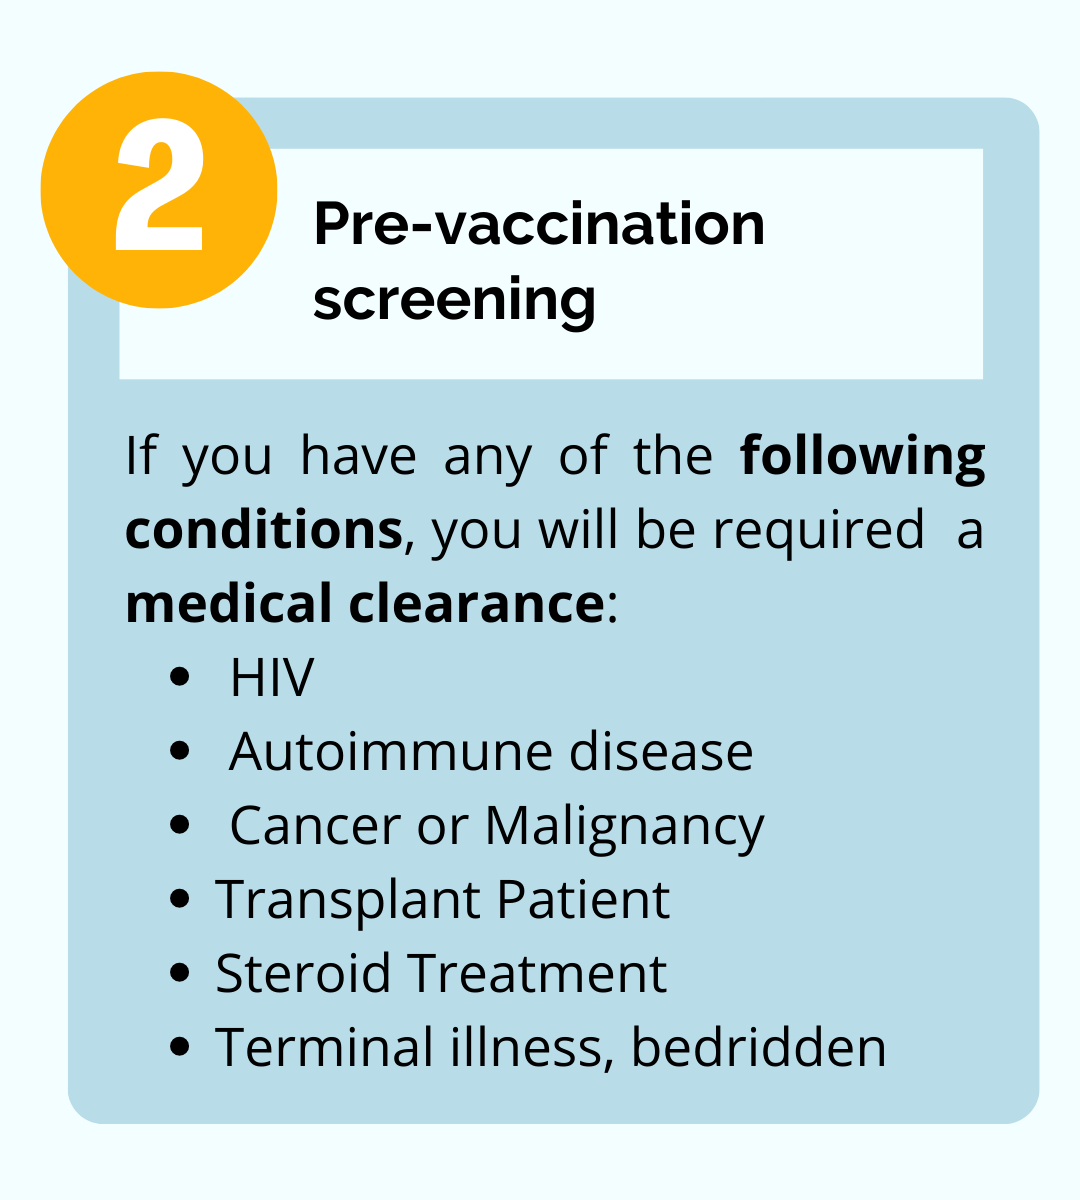 2
Pre-vaccination
screening
If you have any of the following
conditions, you will be required  a
medical clearance:
• HIV
• Autoimmune disease
• Cancer or Malignancy
• Transplant Patient
• Steroid Treatment
• Terminal illness, bedridden